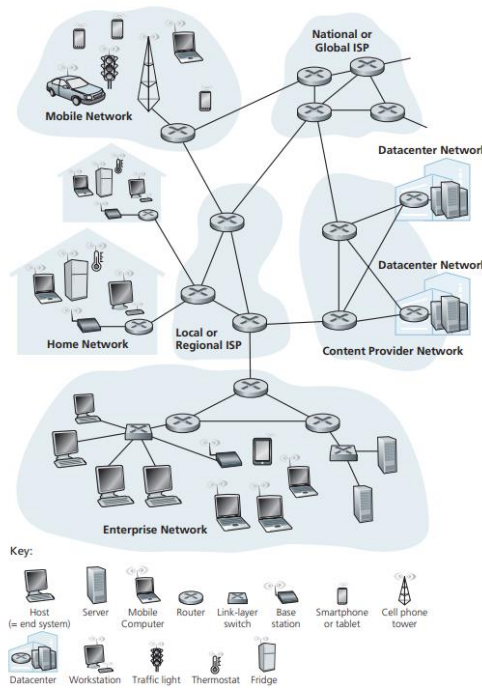 National or
Global ISP
Mobile Network
Datacenter Network
Datacenter Network
Home Network
Local or
Regional ISP
Content Provider Network
Enterprise Network
Key:
Host
(= end system)
Server
Mobile
Computer
Router
Link-layer
switch
Base
station
Smartphone
or tablet
Cell phone
tower
Datacenter
Workstation
Traffic light
Thermostat
Fridge